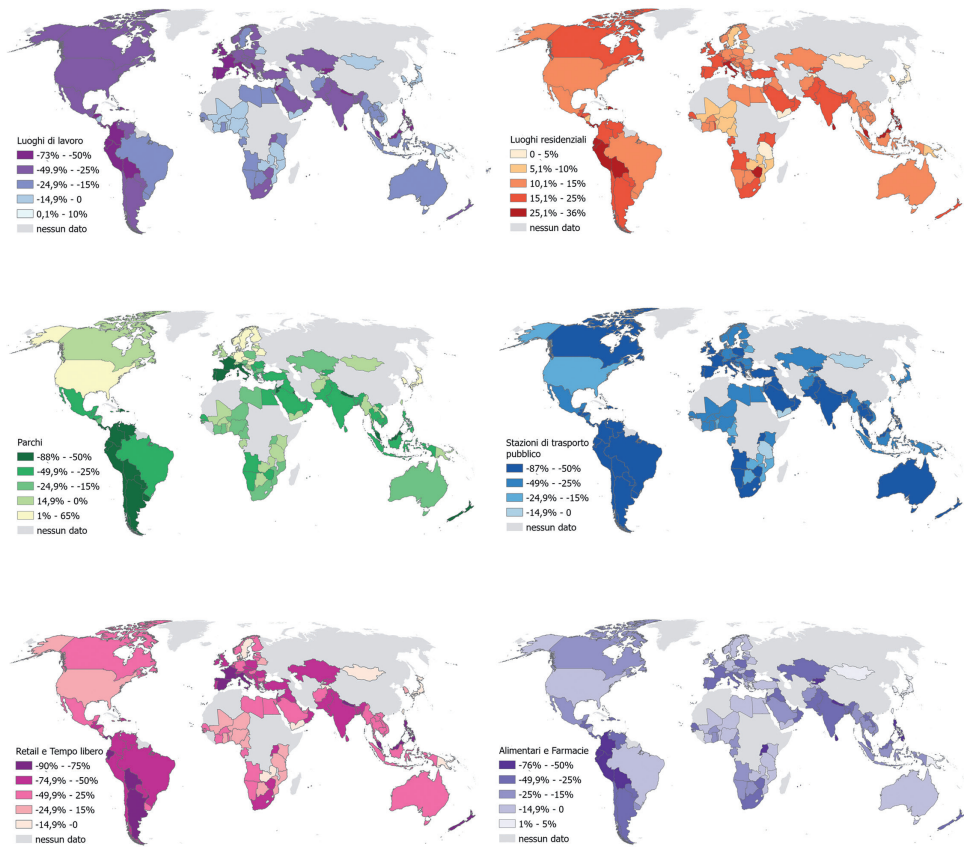 Luoghi di lavoro
-73% - -50%
-49,9% - -25%
-24,9% - -15%
-14,9% - 0
0,1% - 10%
nessun dato
Luoghi residenziali
0 - 5%
5,1% -10%
10,1% - 15%
15,1% - 25%
25,1% - 36%
nessun dato
Parchi
-88% - -50%
-49,9% - -25%
-24,9% - -15%
14,9% - 0%
1% - 65%
nessun dato
Stazioni di trasporto
pubblico
-87% - -50%
-49% - -25%
-24,9% - -15%
-14,9% - 0
nessun dato
Retail e Tempo libero
-90% - -75%
-74,9% - -50%
-49,9% - 25%
-24,9% - 15%
-14,9% -0
nessun dato
Alimentari e Farmacie
-76% - -50%
-49,9% - -25%
-25% - -15%
-14,9% - 0
1% - 5%
nessun dato